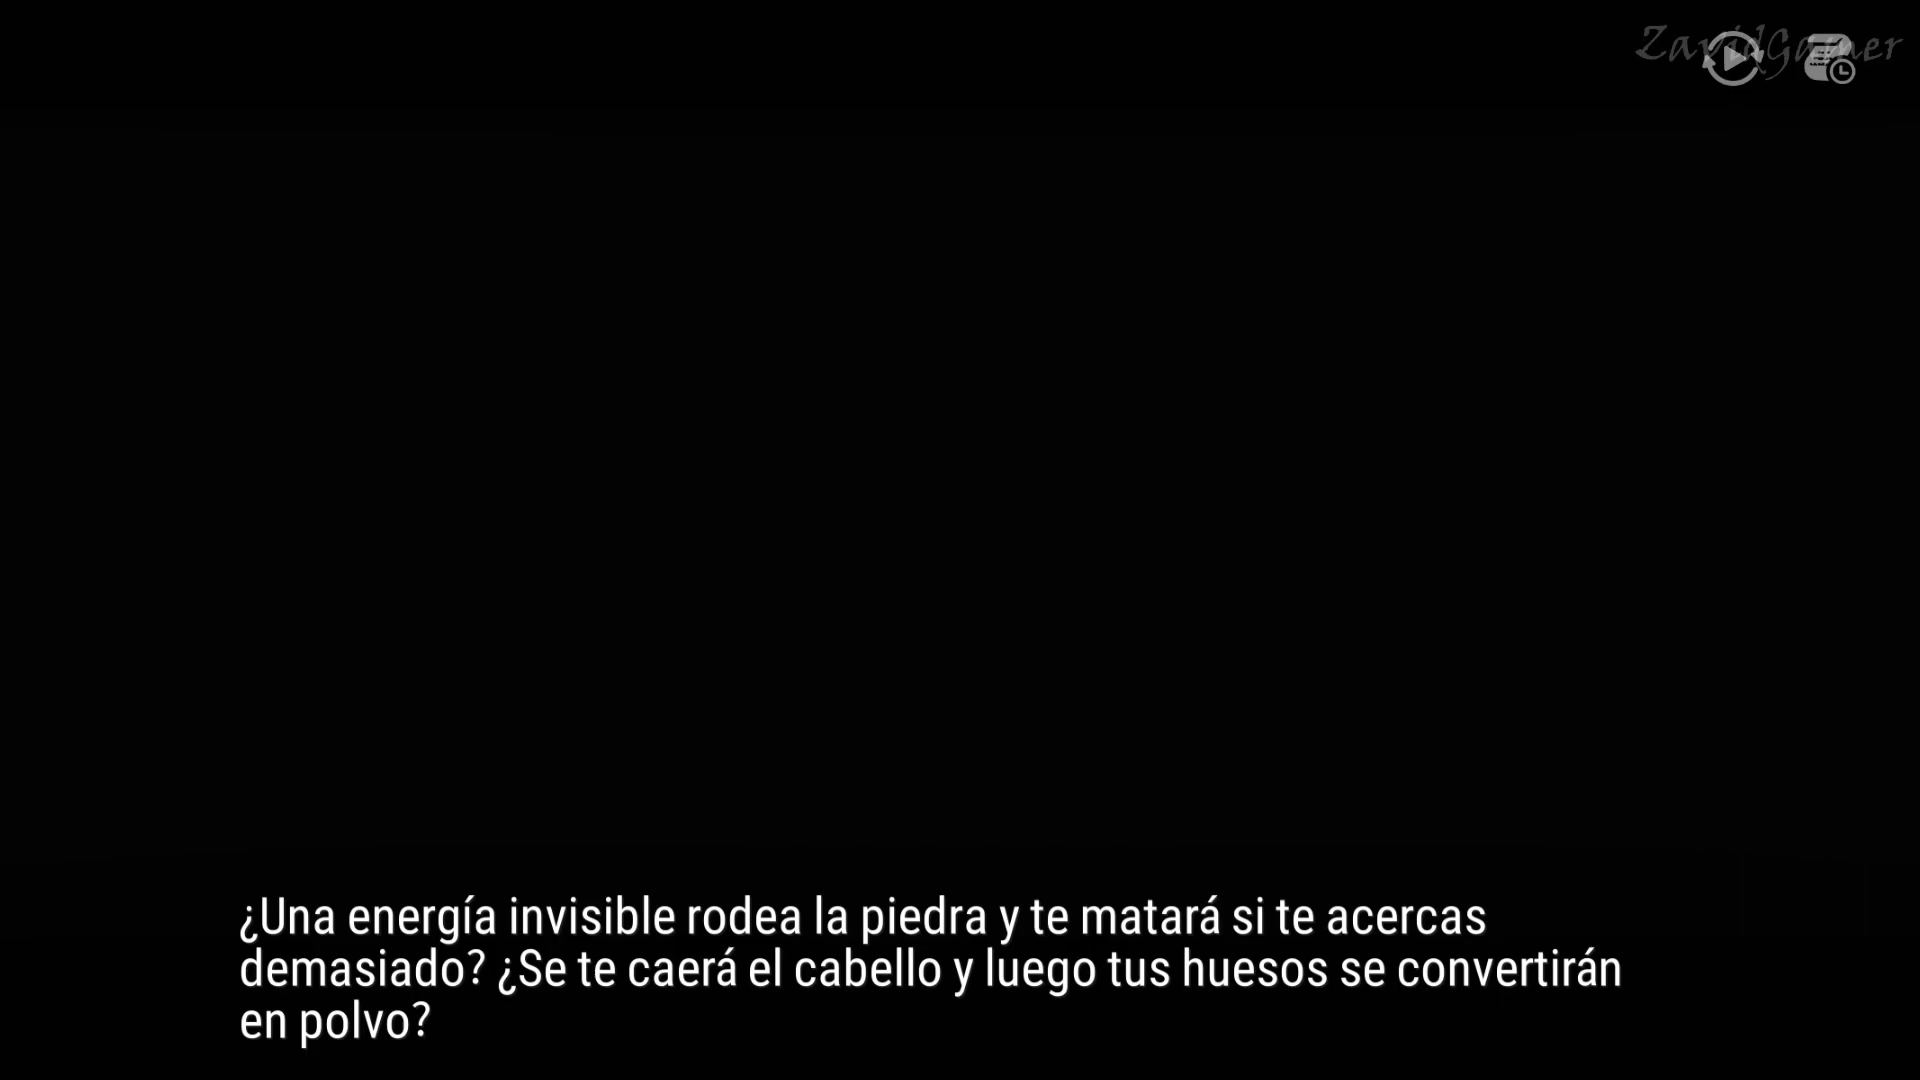 ZavidGamer
¿Una energía invisible rodea la piedra y te matará si te acercas
demasiado? ¿Se te caerá el cabello y luego tus huesos se convertirán
en polvo?